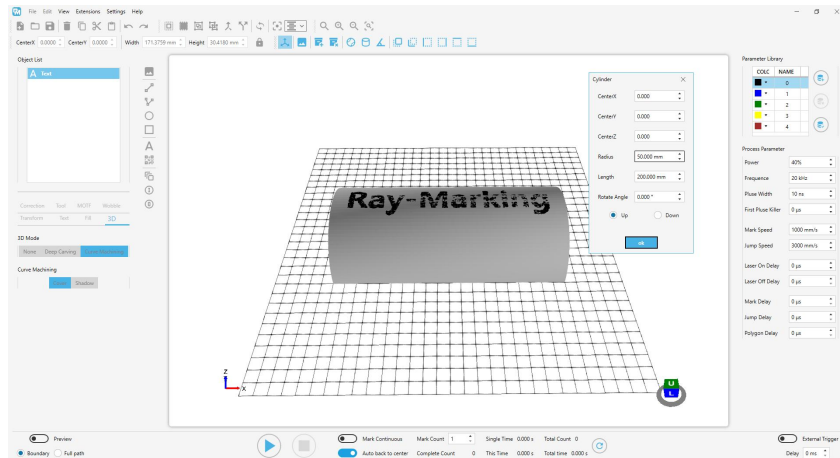 File Edit View Extensions Settings Help
CenterX 0.0000 CenterY 0.0000 Width 171.3759 mm Height 30.4180 mm
Object List
A Text
Correction Tool MOTF Wobble
Transform Text Fill 3D
3D Mode
None Deep Carving Curve Machining
Curve Machining
Shadow
Ray-Marking
Z
X
U
L
Cylinder
CenterX 0.000
CenterY 0.000
CenterZ 0.000
Radius 50.000 mm
Length 200.000 mm
Rotate Angle 0.000 °
Up Down
ok
Parameter Library
COLC NAME
0
1
2
3
4
Process Parameter
Power 40%
Frequence 20 kHz
Pluse Width 10 ns
First Pluse Killer 0 μs
Mark Speed 1000 mm/s
Jump Speed 3000 mm/s
Laser On Delay 0 μs
Laser Off Delay 0 μs
Mark Delay 0 μs
Jump Delay 0 μs
Polygon Delay 0 μs
Preview
Boundary Full path
Mark Continuous Mark Count 1 Single Time 0.000 s Total Count 0
Auto back to center Complete Count 0 This Time 0.000 s Total time 0.000 s
External Trigger
Delay 0 ms